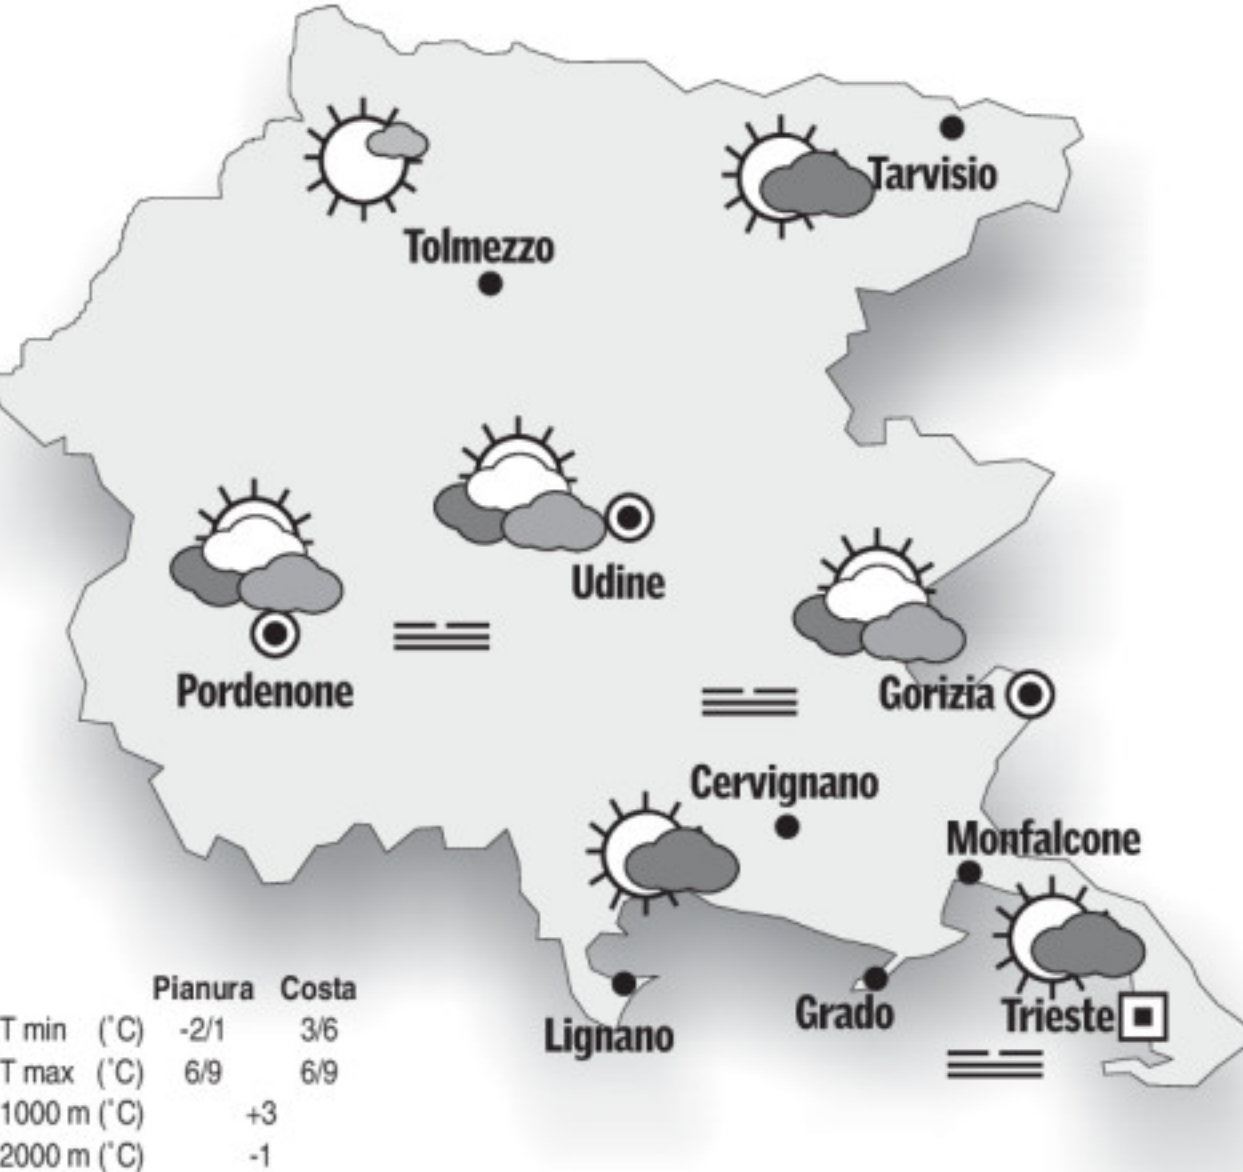 Tarvisio
Tolmezzo
Udine
Pordenone
Gorizia
Cervignano
Monfalcone
Pianura Costa
Grado Trieste
T min (˚C) -2/1 3/6
Lignano
T max (˚C) 6/9 6/9
1000 m (˚C) +3
2000 m (˚C) -1